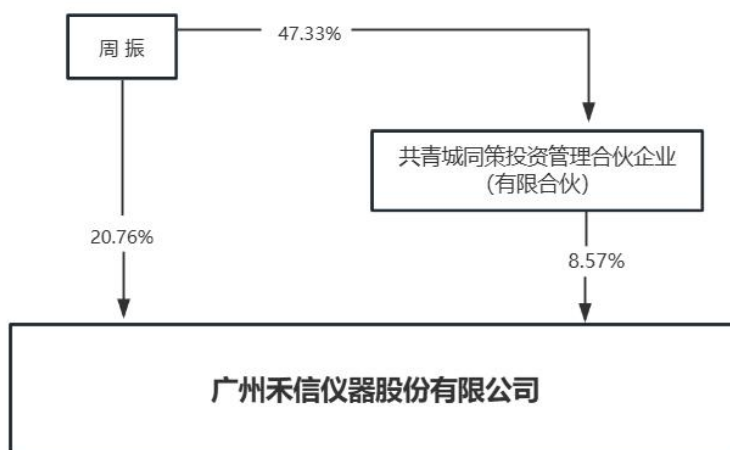 周 振
47.33%
共青城同策投资管理合伙企业
（有限合伙）
20.76%
8.57%
广州禾信仪器股份有限公司